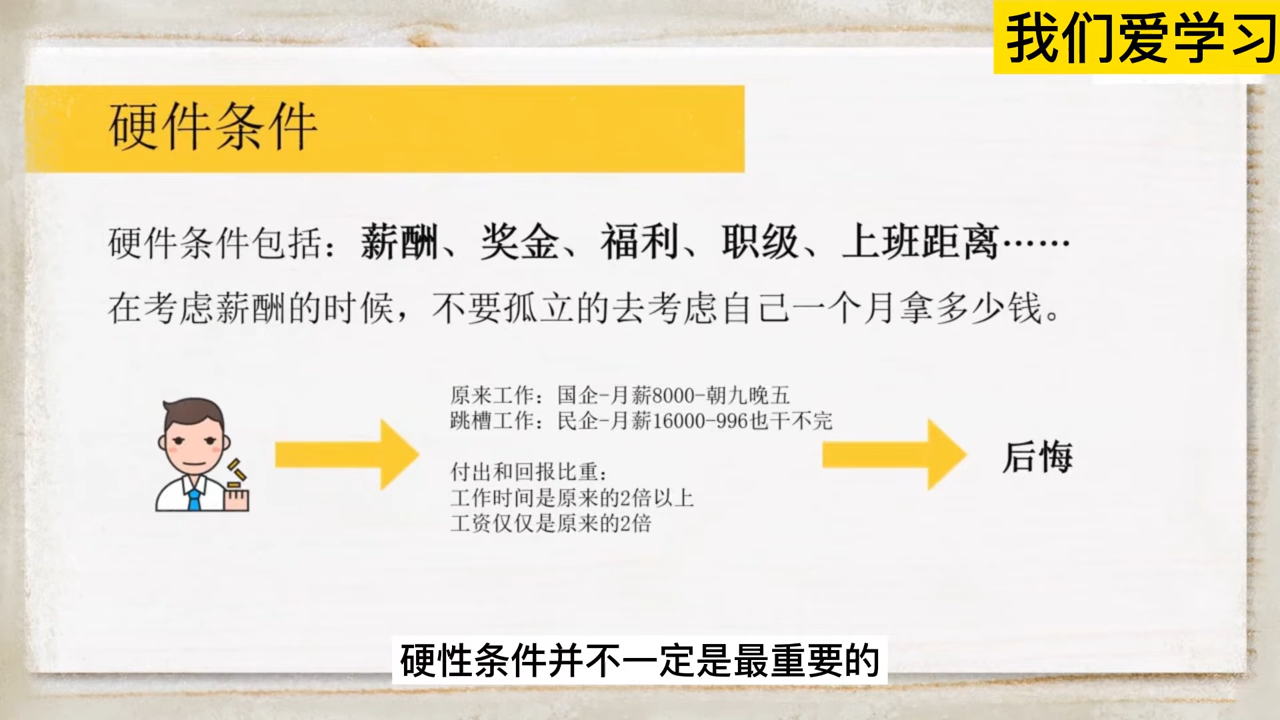 我们爱学习
硬件条件
硬件条件包括：薪酬、奖金、福利、职级、上班距离……
在考虑薪酬的时候，不要孤立的去考虑自己一个月拿多少钱。
原来工作：国企-月薪8000-朝九晚五
跳槽工作：民企-月薪16000-996也干不完
付出和回报比重：
工作时间是原来的2倍以上
工资仅仅是原来的2倍
后悔
硬性条件并不一定是最重要的